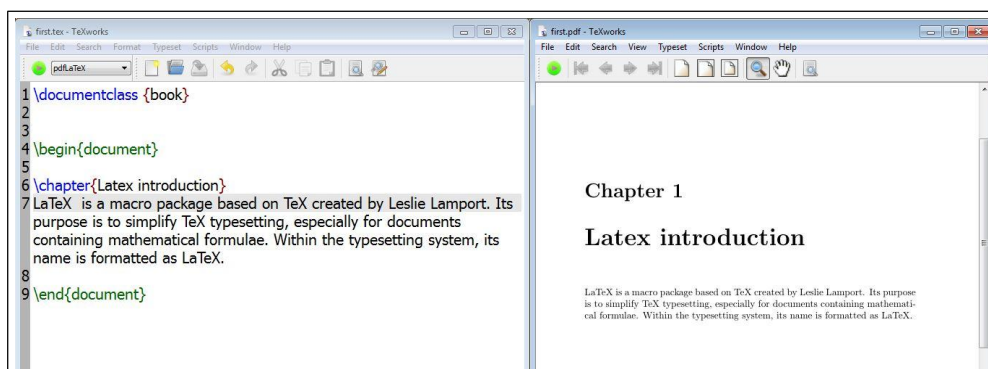 first.tex - TeXworks
File Edit Search Format Typeset Scripts Window Help
pdfLaTeX
1 \documentclass {book}
2
3
4 \begin{document}
5
6 \chapter{Latex introduction}
7 LaTeX is a macro package based on TeX created by Leslie Lamport. Its
purpose is to simplify TeX typesetting, especially for documents
containing mathematical formulae. Within the typesetting system, its
name is formatted as LaTeX.
8
9 \end{document}
first.pdf - TeXworks
File Edit Search View Typeset Scripts Window Help
Chapter 1
Latex introduction
LaTeX is a macro package based on TeX created by Leslie Lamport. Its purpose
is to simplify TeX typesetting, especially for documents containing mathemati-
cal formulae. Within the typesetting system, its name is formatted as LaTeX.